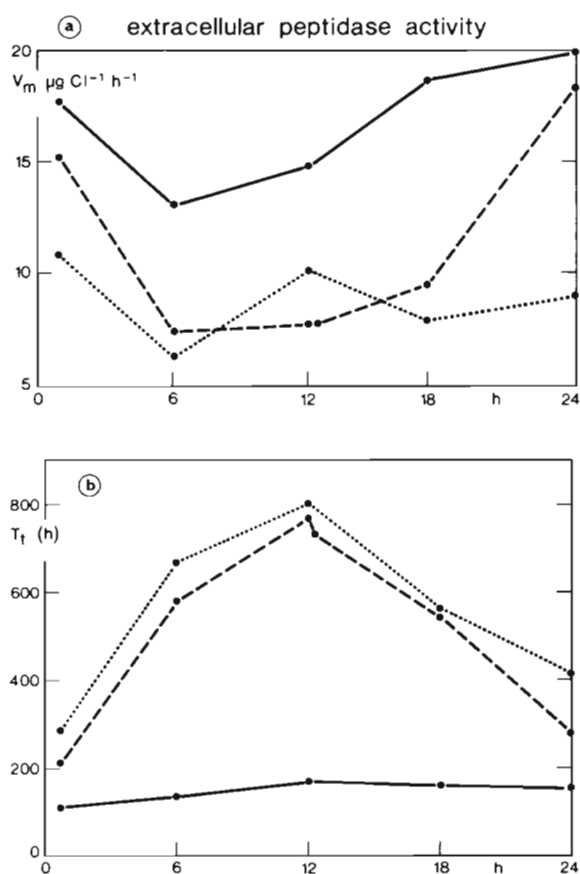 a extracellular peptidase activity
20
Vm µg Cl⁻¹ h⁻¹
15
10
5
0 6 12 18 h 24
b
800
Tt (h)
600
400
200
0
0 6 12 18 h 24